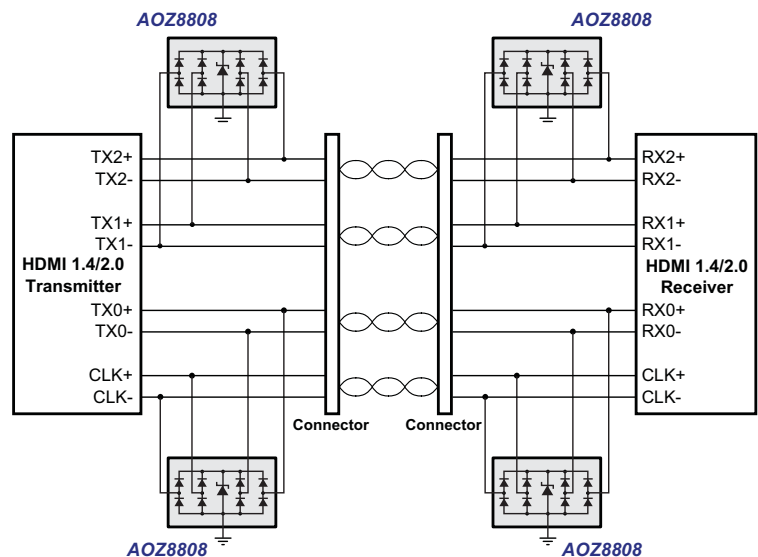 AOZ8808
AOZ8808
TX2+
TX2-
TX1+
TX1-
HDMI 1.4/2.0
Transmitter
TX0+
TX0-
CLK+
CLK-
RX2+
RX2-
RX1+
RX1-
HDMI 1.4/2.0
Receiver
RX0+
RX0-
CLK+
CLK-
Connector
Connector
AOZ8808
AOZ8808